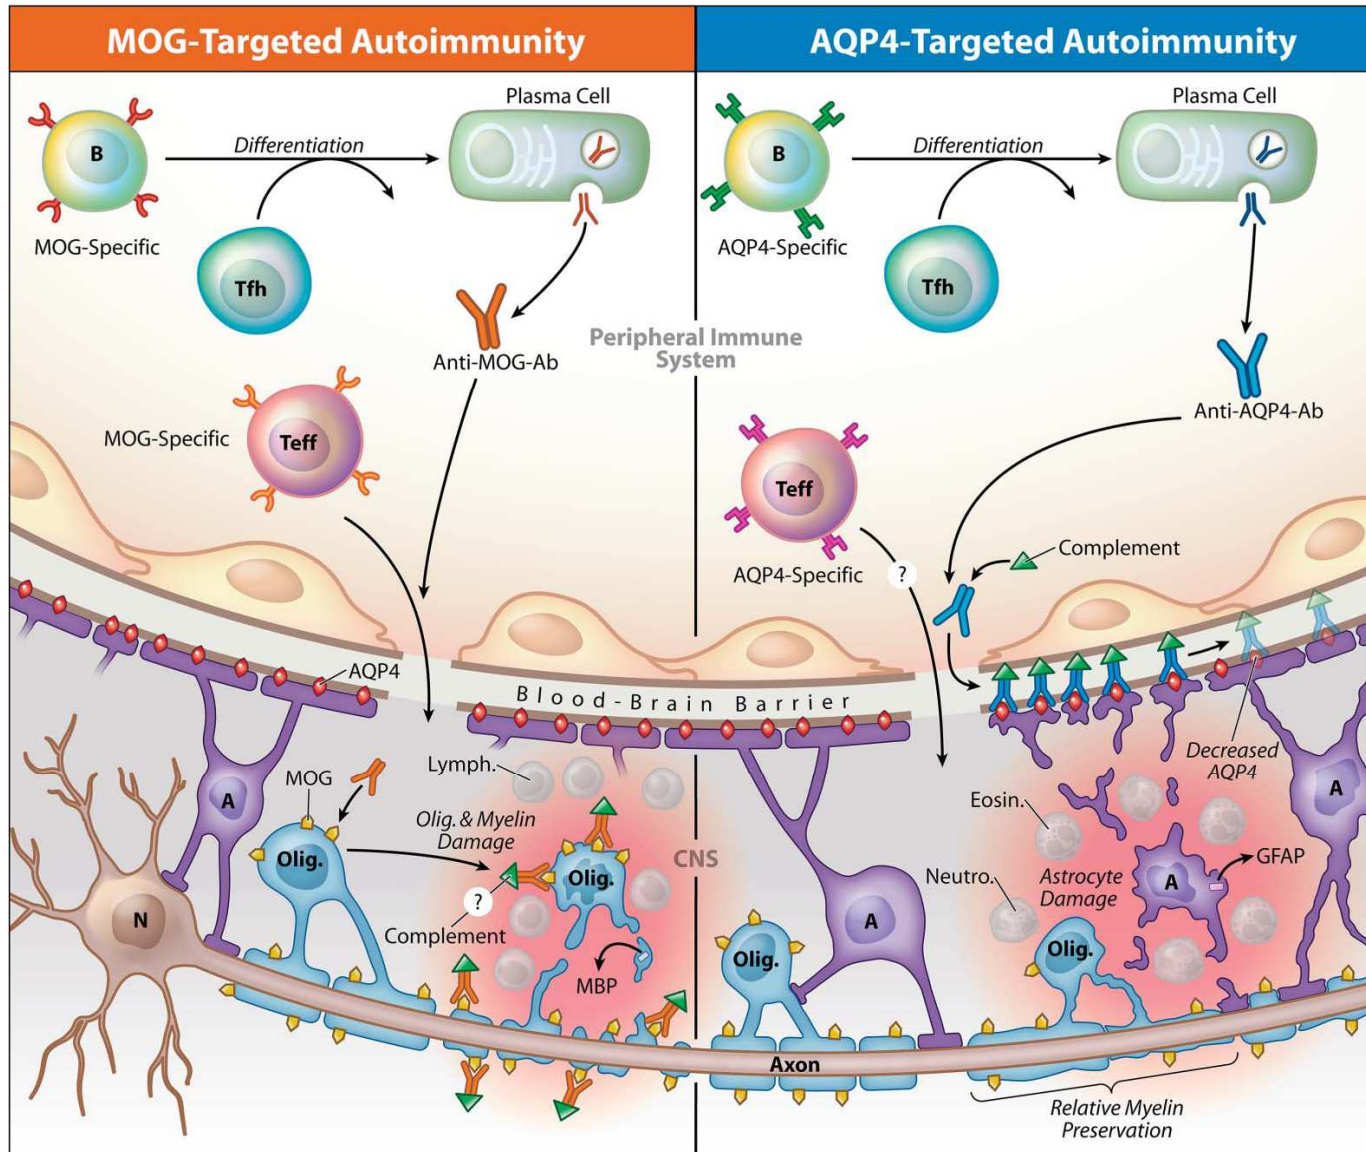 MOG-Targeted Autoimmunity
AQP4-Targeted Autoimmunity
Plasma Cell
B
Differentiation
MOG-Specific
Tfh
Anti-MOG-Ab
MOG-Specific
Teff
Plasma Cell
B
Differentiation
AQP4-Specific
Tfh
Anti-AQP4-Ab
Peripheral Immune
System
Teff
AQP4-Specific
?
Complement
AQP4
Blood-Brain Barrier
Lymph.
MOG
A
Olig. & Myelin
Damage
Olig.
Olig.
CNS
N
?
Complement
MBP
Decreased
AQP4
A
Eosin.
GFAP
Neutro.
Astrocyte
Damage
A
A
Olig.
Olig.
Axon
Relative Myelin
Preservation